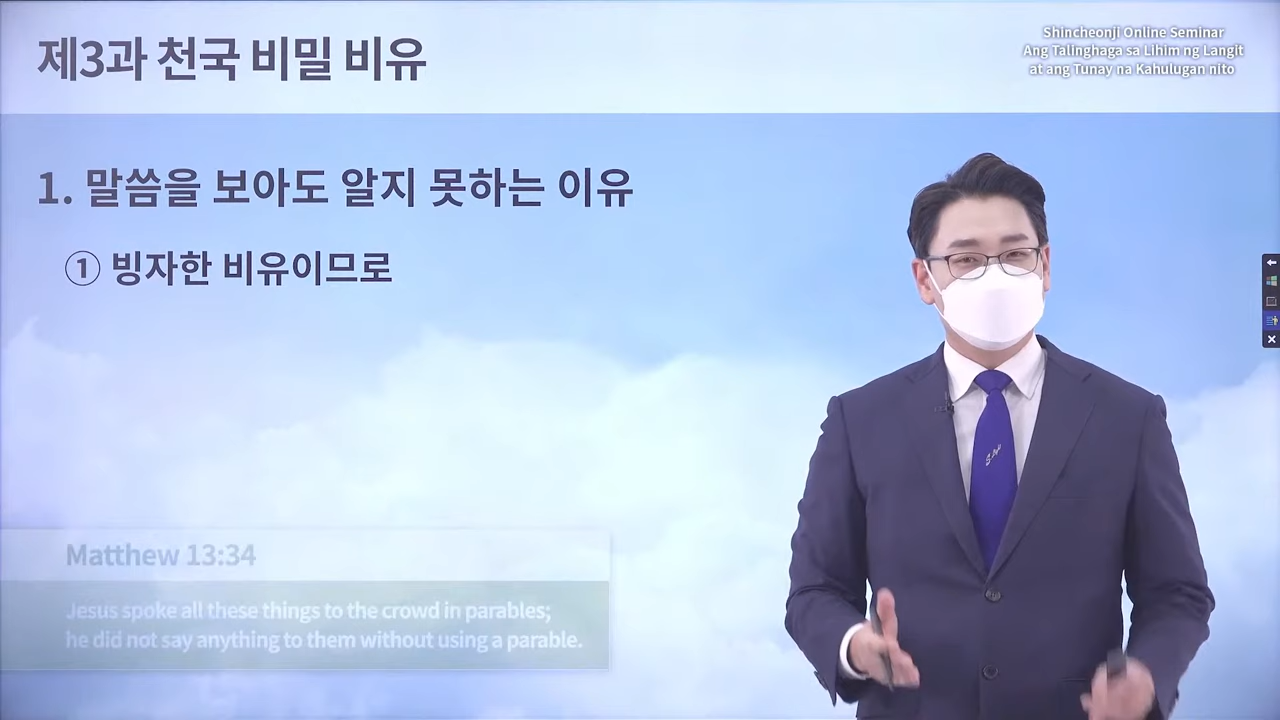 제3과 천국 비밀 비유
Shincheonji Online Seminar
Ang Talinghaga sa Lihim ng Langit
at ang Tunay na Kahulugan nito
1. 말씀을 보아도 알지 못하는 이유
① 빙자한 비유이므로
Matthew 13:34
Jesus spoke all these things to the crowd in parables;
he did not say anything to them without using a parable.